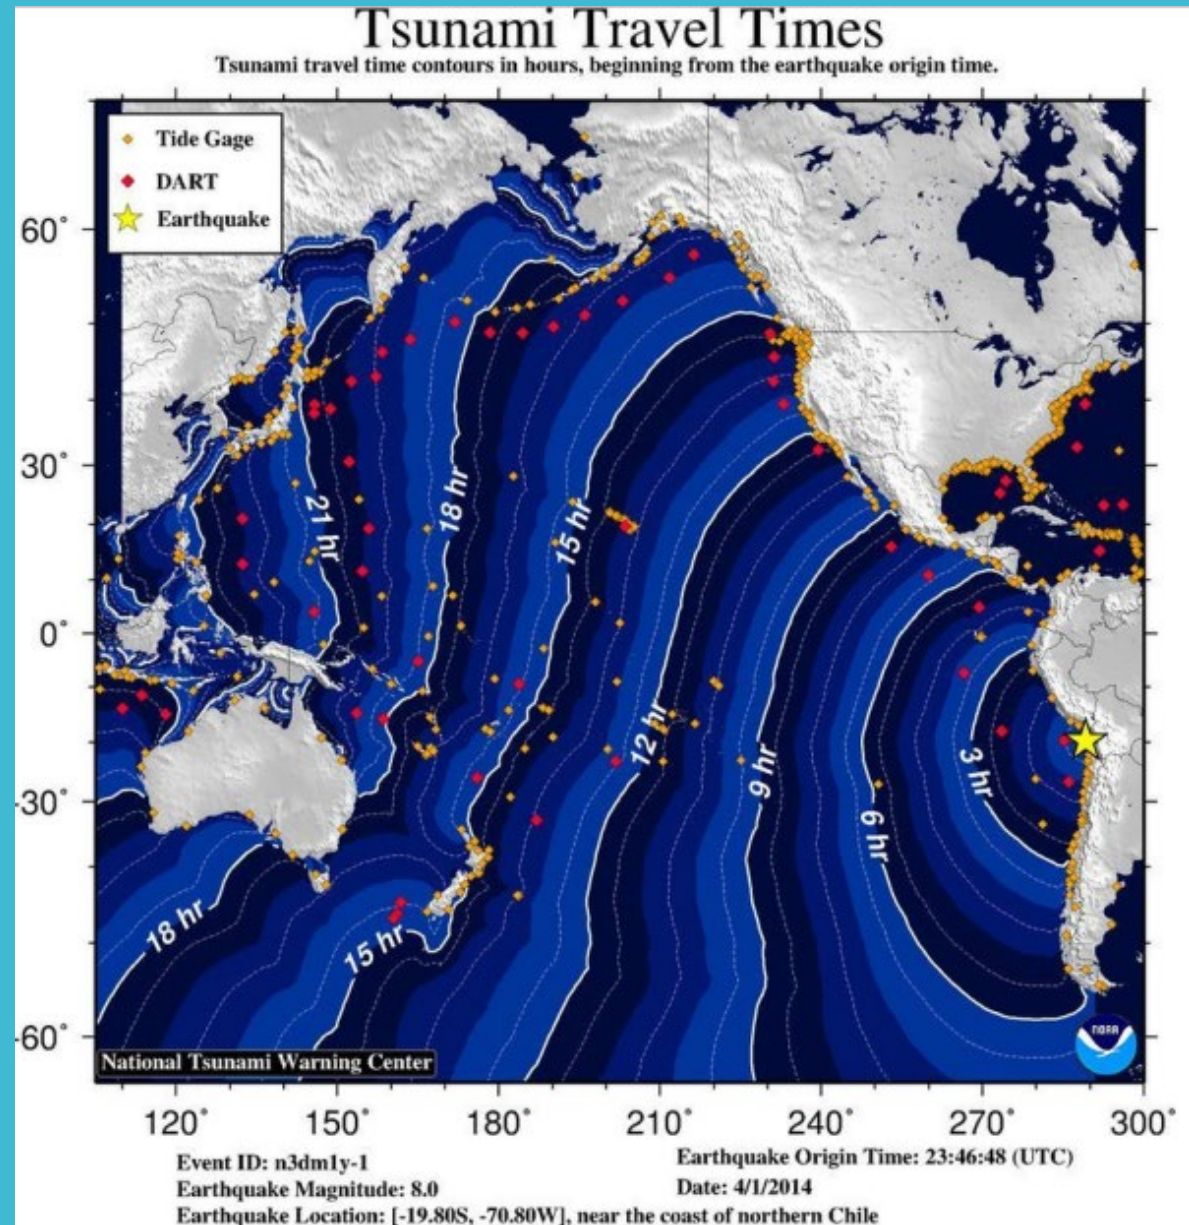 Tsunami Travel Times
Tsunami travel time contours in hours, beginning from the earthquake origin time.
Tide Gage
DART
Earthquake
60°
30°
0°
-30°
-60°
21 hr
18 hr
15 hr
12 hr
9 hr
6 hr
3 hr
18 hr
15 hr
NOAA
National Tsunami Warning Center
120° 150° 180° 210° 240° 270° 300°
Event ID: n3dm1y-1
Earthquake Magnitude: 8.0
Earthquake Location: [-19.80S, -70.80W], near the coast of northern Chile
Earthquake Origin Time: 23:46:48 (UTC)
Date: 4/1/2014